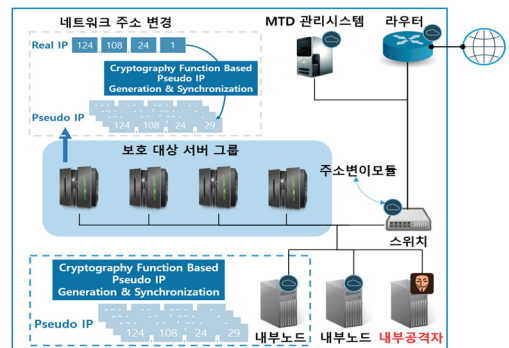 네트워크 주소 변경
MTD 관리시스템
라우터
Real IP 124 108 24 1
Cryptography Function Based
Pseudo IP
Generation & Synchronization
Pseudo IP
124 108 24 29
보호 대상 서버 그룹
주소변이모듈
스위치
Cryptography Function Based
Pseudo IP
Generation & Synchronization
Pseudo IP
124 108 24 29
내부노드
내부노드
내부공격자